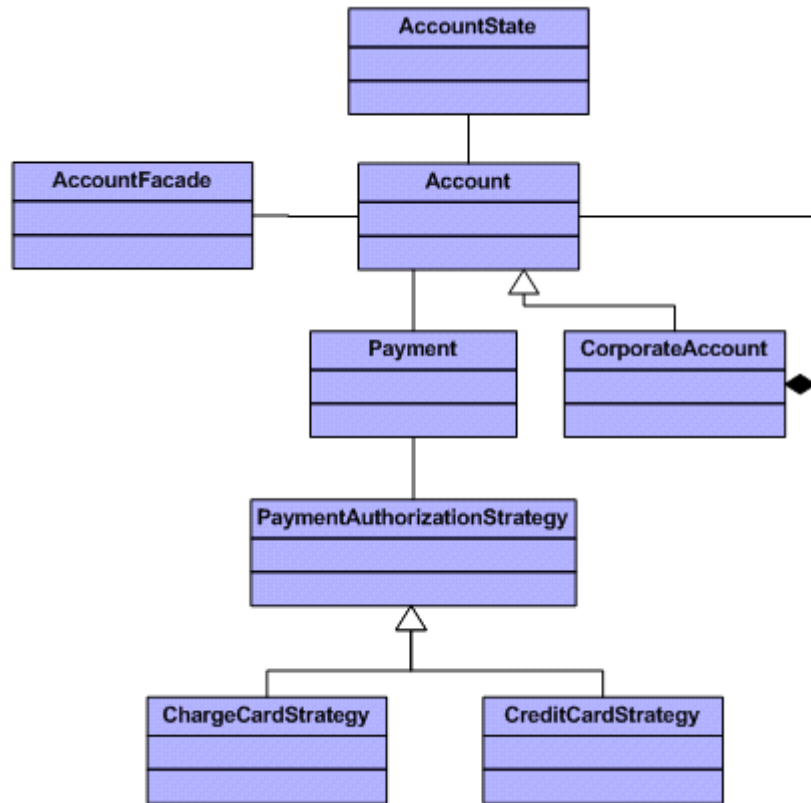 AccountState
AccountFacade
Account
Payment
CorporateAccount
PaymentAuthorizationStrategy
ChargeCardStrategy
CreditCardStrategy